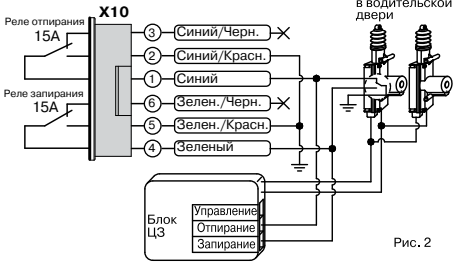 в водительской
двери
X10
Реле отпирания
15А
3 Синий/Черн.
2 Синий/Красн.
1 Синий
Реле запирания
15А
6 Зелен./Черн.
5 Зелен./Красн.
4 Зеленый
Блок
ЦЗ
Управление
Отпирание
Запирание
Рис. 2